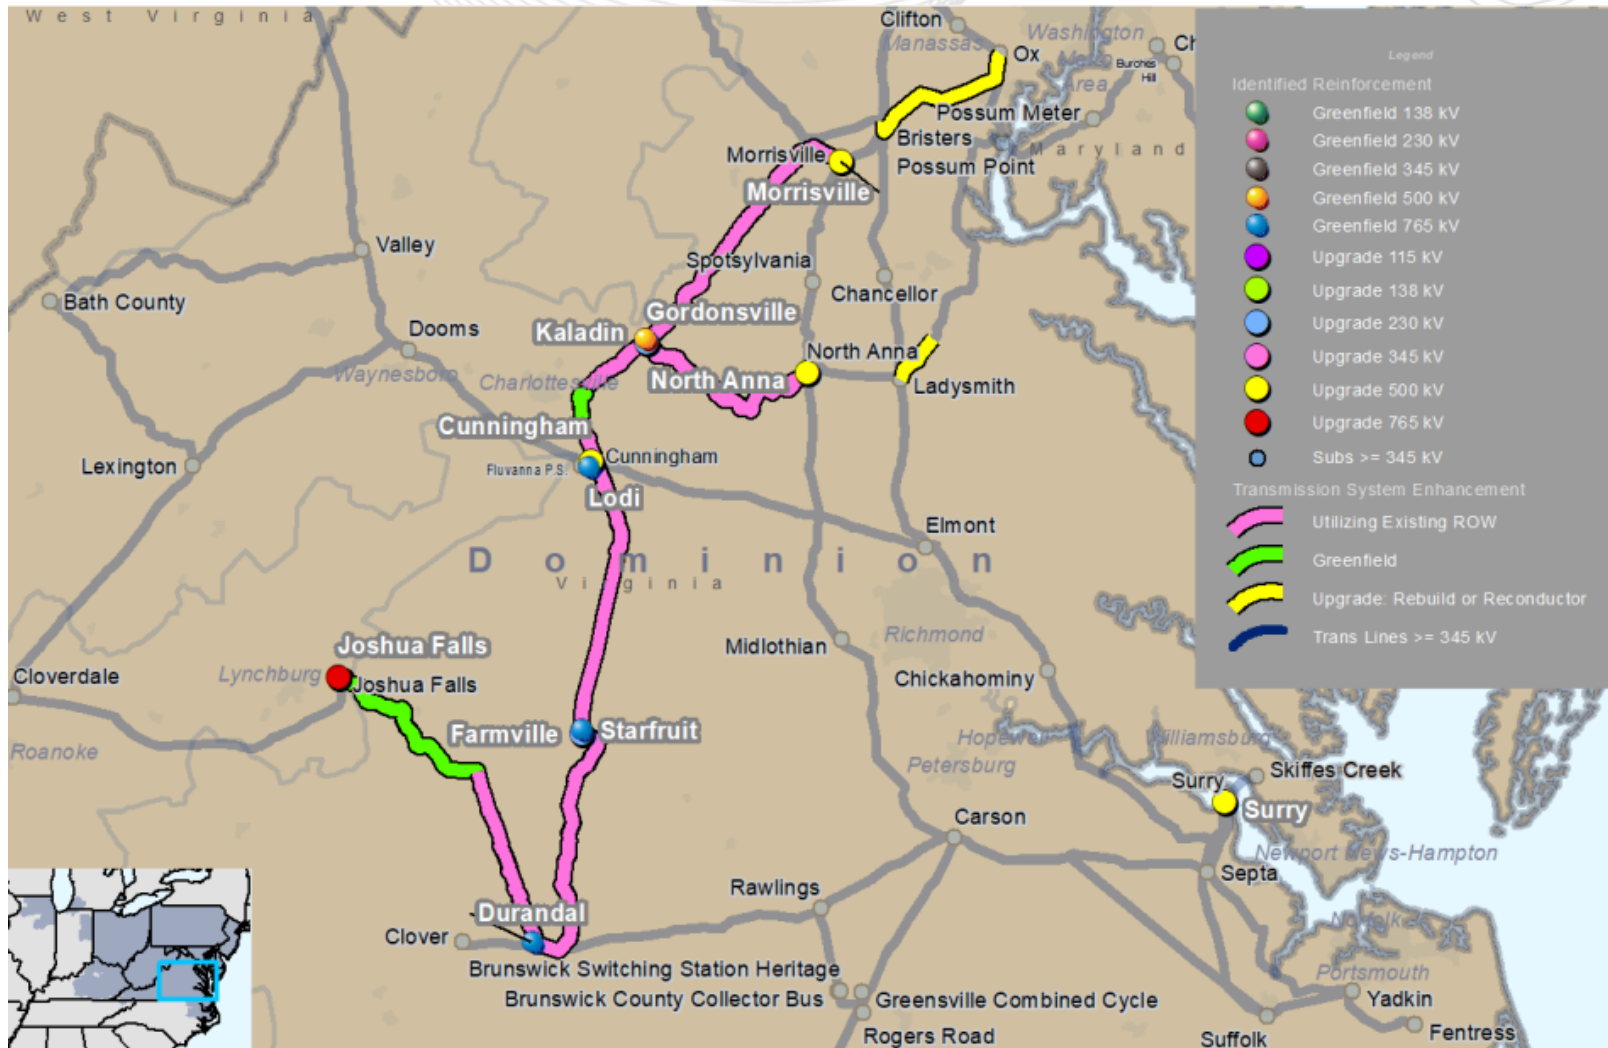 West Virginia
Clifton
Manassas
Washington
Metro
Area
Ox
Ch
Burches
Hill
Possum Meter
Bristers
Possum Point
Maryland
Morrisville
Morrisville
Valley
Spotsylvania
Chancellor
Bath County
Gordonsville
Kaladin
Dooms
North Anna
Waynesboro
Charlottesville
North Anna
Ladysmith
Cunningham
Cunningham
Lexington
Fluvanna P.S.
Lodi
Elmont
Dominion
Virginia
Richmond
Midlothian
Joshua Falls
Lynchburg
Joshua Falls
Cloverdale
Chickahominy
Farmville
Starfruit
Roanoke
Hopewell
Williamsburg
Petersburg
Surry
Skiffes Creek
Surry
Carson
Newport News-Hampton
Septa
Rawlings
Durandal
Norfolk
Clover
Brunswick Switching Station Heritage
Portsmouth
Brunswick County Collector Bus
Greensville Combined Cycle
Yadkin
Rogers Road
Suffolk
Fentress
Legend
Identified Reinforcement
Greenfield 138 kV
Greenfield 230 kV
Greenfield 345 kV
Greenfield 500 kV
Greenfield 765 kV
Upgrade 115 kV
Upgrade 138 kV
Upgrade 230 kV
Upgrade 345 kV
Upgrade 500 kV
Upgrade 765 kV
Subs >= 345 kV
Transmission System Enhancement
Utilizing Existing ROW
Greenfield
Upgrade: Rebuild or Reconductor
Trans Lines >= 345 kV